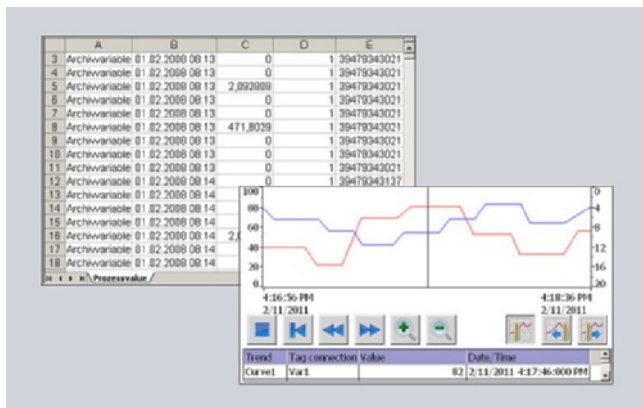 A B C D E
3 Archivvariable 01.02.2008 08:13 0 1 39479343021
4 Archivvariable 01.02.2008 08:13 0 1 39479343021
5 Archivvariable 01.02.2008 08:13 2,092808 1 39479343021
6 Archivvariable 01.02.2008 08:13 0 1 39479343021
7 Archivvariable 01.02.2008 08:13 0 1 39479343021
8 Archivvariable 01.02.2008 08:13 471,8029 1 39479343021
9 Archivvariable 01.02.2008 08:13 0 1 39479343021
10 Archivvariable 01.02.2008 08:13 0 1 39479343021
11 Archivvariable 01.02.2008 08:13 0 1 39479343021
12 Archivvariable 01.02.2008 08:14 0 1 39479343137
13 Archivvariable 01.02.2008 08:14
14 Archivvariable 01.02.2008 08:14
15 Archivvariable 01.02.2008 08:14
16 Archivvariable 01.02.2008 08:14
17 Archivvariable 01.02.2008 08:14
18 Archivvariable 01.02.2008 08:14
Prozessvalue
100 0
80 -4
60 -8
40 -12
20 -16
0 -20
4:16:56 PM 4:18:36 PM
2/11/2011 2/11/2011
Trend Tag connection Value Date/Time
Curve1 Var1 82 2/11/2011 4:17:46:000 PM